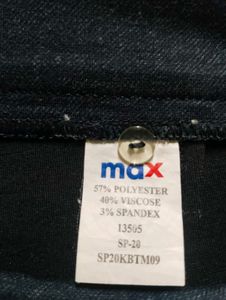 max
57% POLYESTER
40% VISCOSE
3% SPANDEX
13505
SP-20
SP20KBTM09